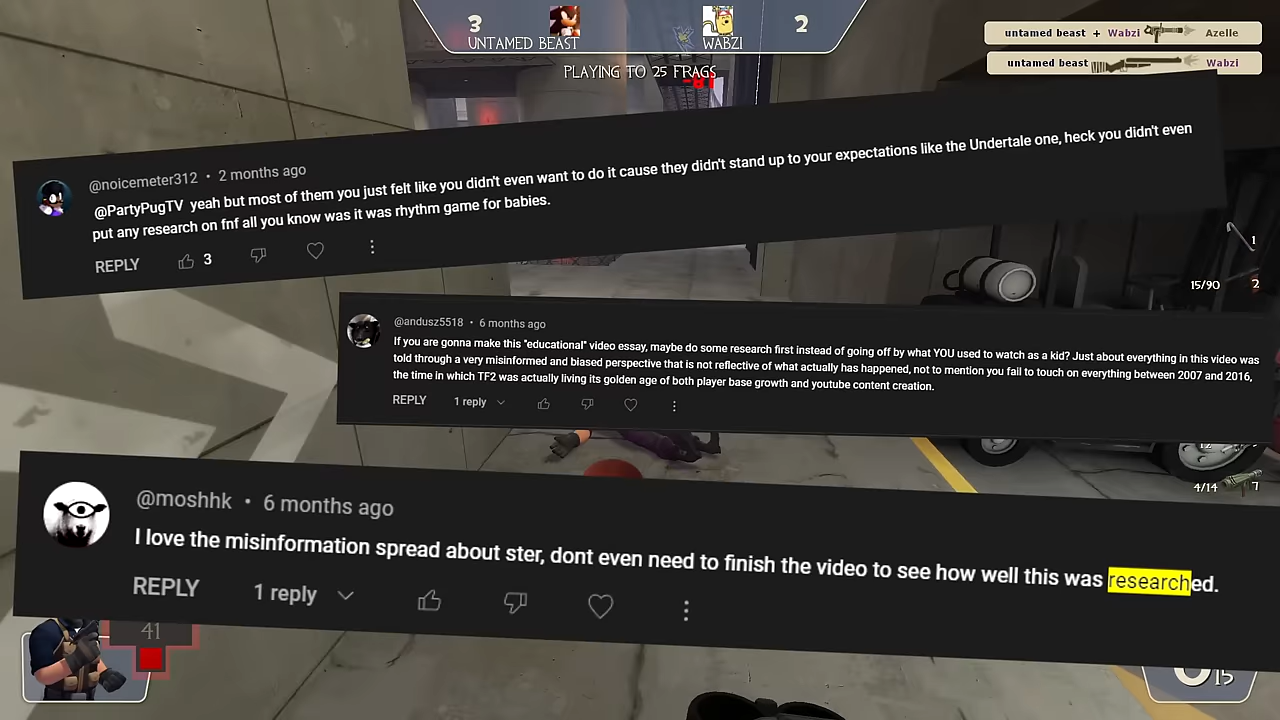 3
2
UNTAMED BEAST
WABZI
PLAYING TO 25 FRAGS
untamed beast + Wabzi Azelle
untamed beast Wabzi
@noicemeter312 • 2 months ago
@PartyPugTV yeah but most of them you just felt like you didn't even want to do it cause they didn't stand up to your expectations like the Undertale one, heck you didn't even
put any research on fnf all you know was it was rhythm game for babies.
REPLY 3
1
15/90 2
@andusz5518 • 6 months ago
If you are gonna make this "educational" video essay, maybe do some research first instead of going off by what YOU used to watch as a kid? Just about everything in this video was
told through a very misinformed and biased perspective that is not reflective of what actually has happened, not to mention you fail to touch on everything between 2007 and 2016,
the time in which TF2 was actually living its golden age of both player base growth and youtube content creation.
REPLY 1 reply
12
4/14 7
@moshhk • 6 months ago
I love the misinformation spread about ster, dont even need to finish the video to see how well this was researched.
REPLY 1 reply
41
15